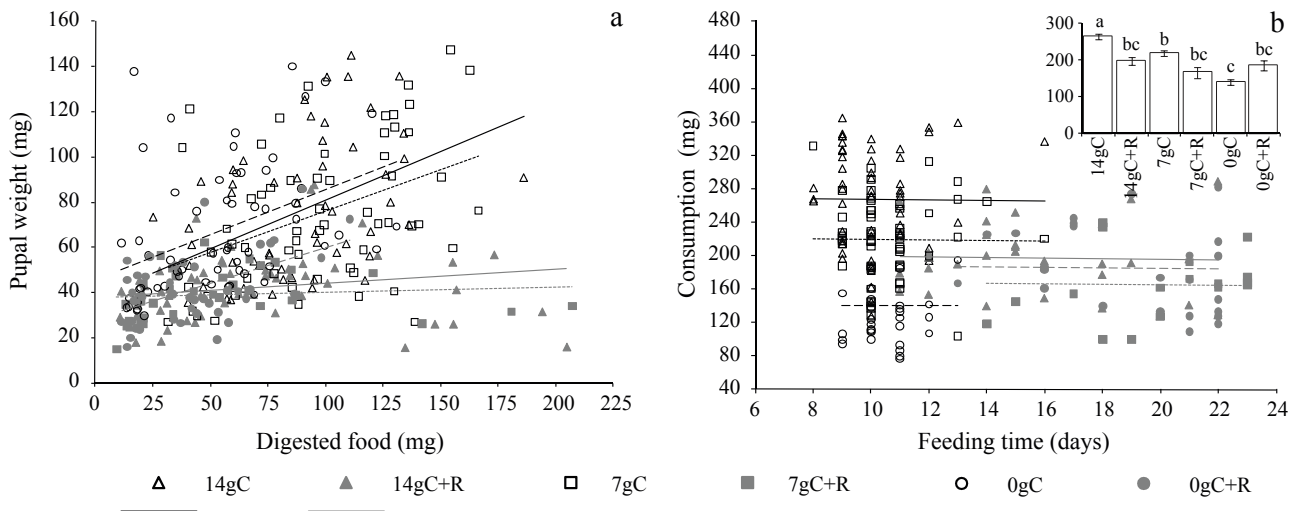 a
160
140
120
100
80
60
40
20
0
Pupal weight (mg)
0 25 50 75 100 125 150 175 200 225
Digested food (mg)
b
480
440
400
360
320
280
240
200
160
120
80
40
Consumption (mg)
6 8 10 12 14 16 18 20 22 24
Feeding time (days)
300
200
100
0
a bc b bc c bc
14gC 14gC+R 7gC 7gC+R 0gC 0gC+R
14gC 14gC+R 7gC 7gC+R 0gC 0gC+R